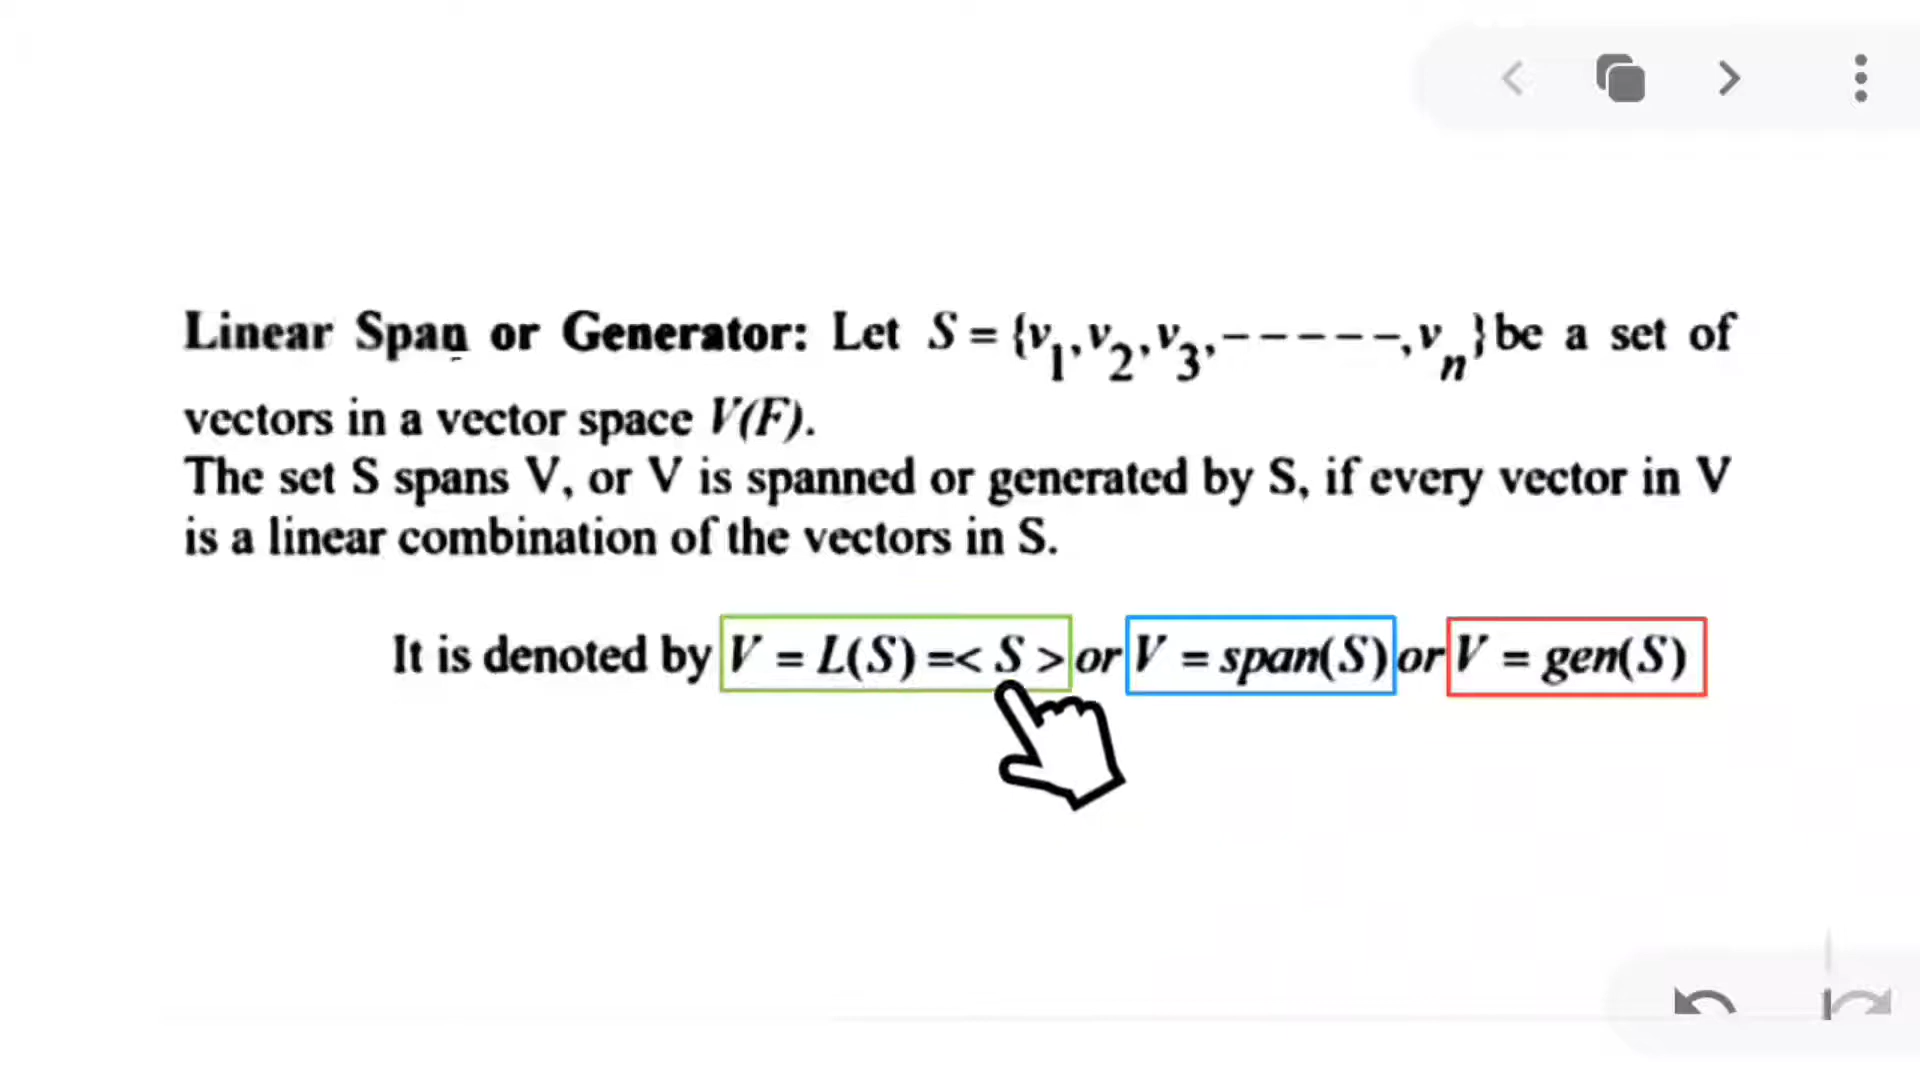 Linear Span or Generator: Let S = {v1, v2, v3, -----, vn} be a set of
vectors in a vector space V(F).
The set S spans V, or V is spanned or generated by S, if every vector in V
is a linear combination of the vectors in S.
It is denoted by V = L(S) =< S > or V = span(S) or V = gen(S)